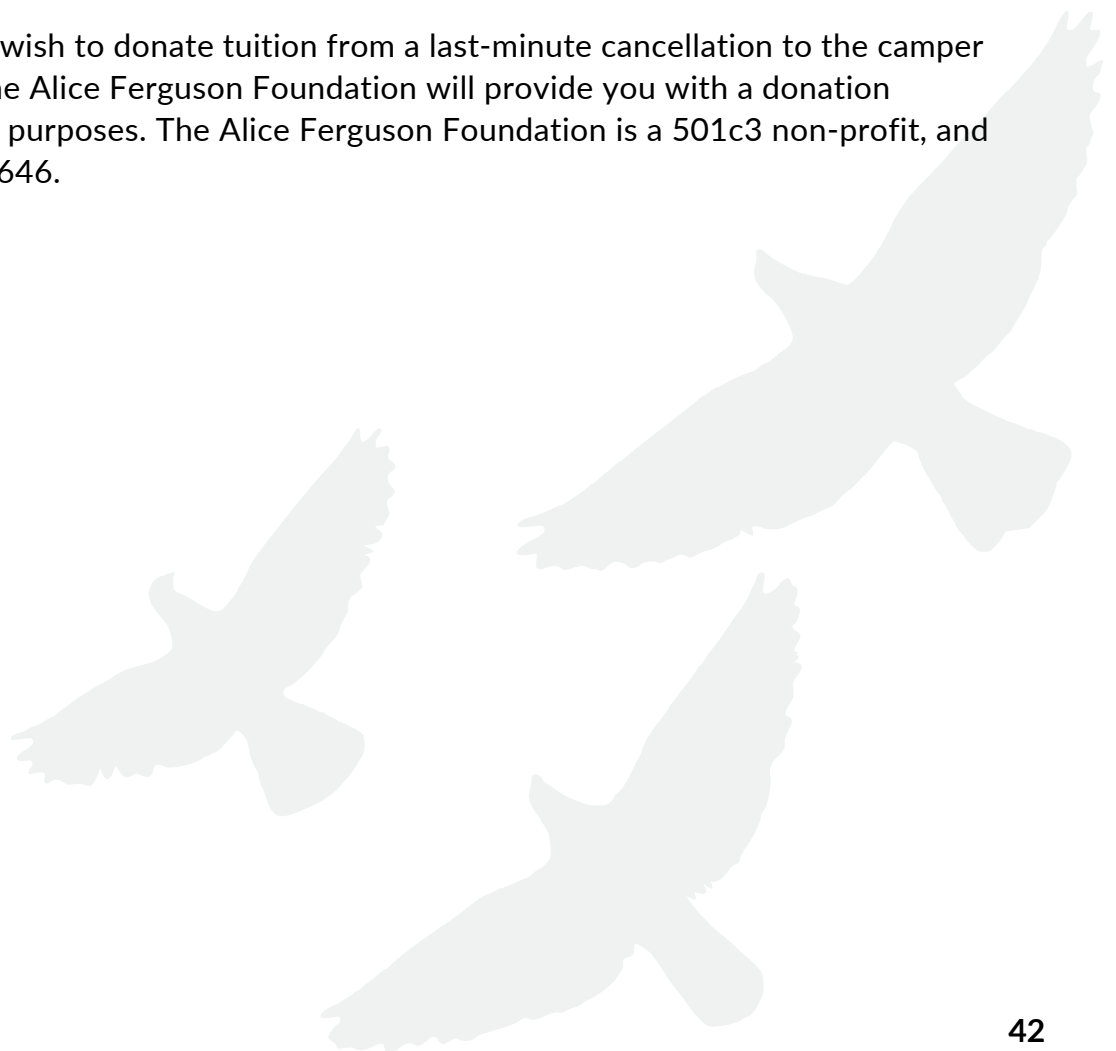 wish to donate tuition from a last-minute cancellation to the camper
Alice Ferguson Foundation will provide you with a donation
purposes. The Alice Ferguson Foundation is a 501c3 non-profit, and
646.
42